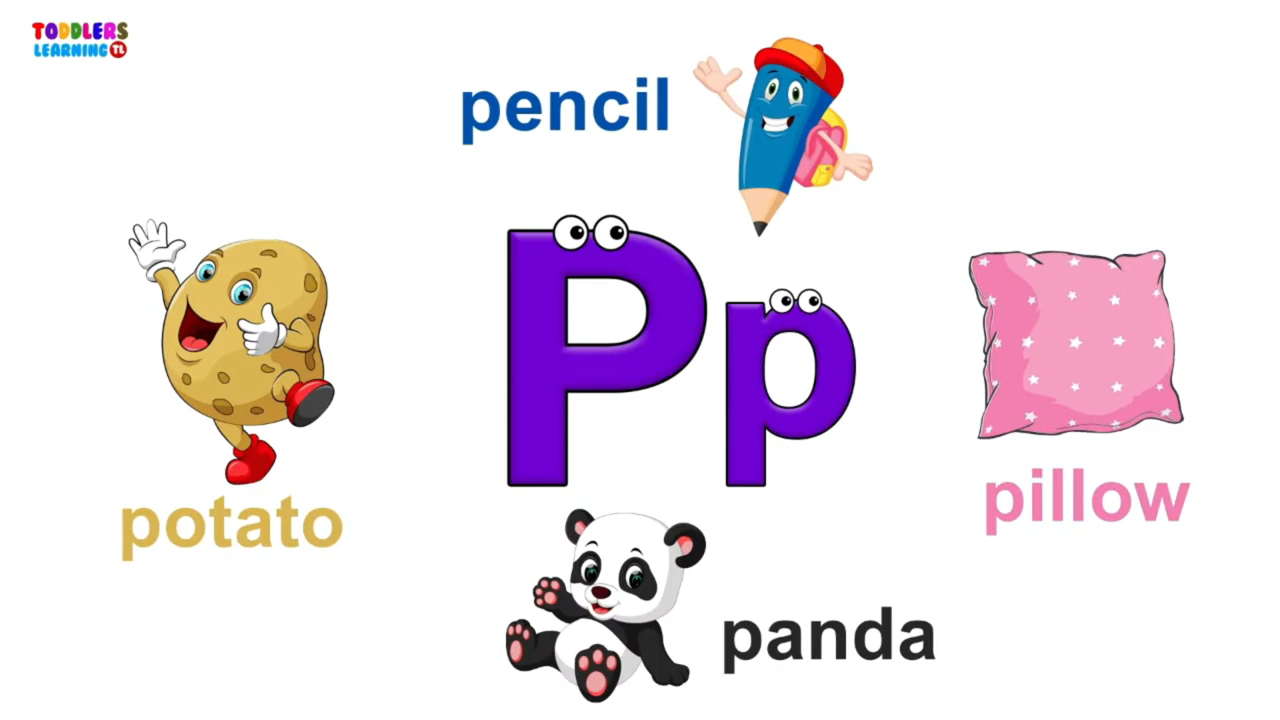 TODDLERS
LEARNING TL
pencil
Pp
potato
pillow
panda